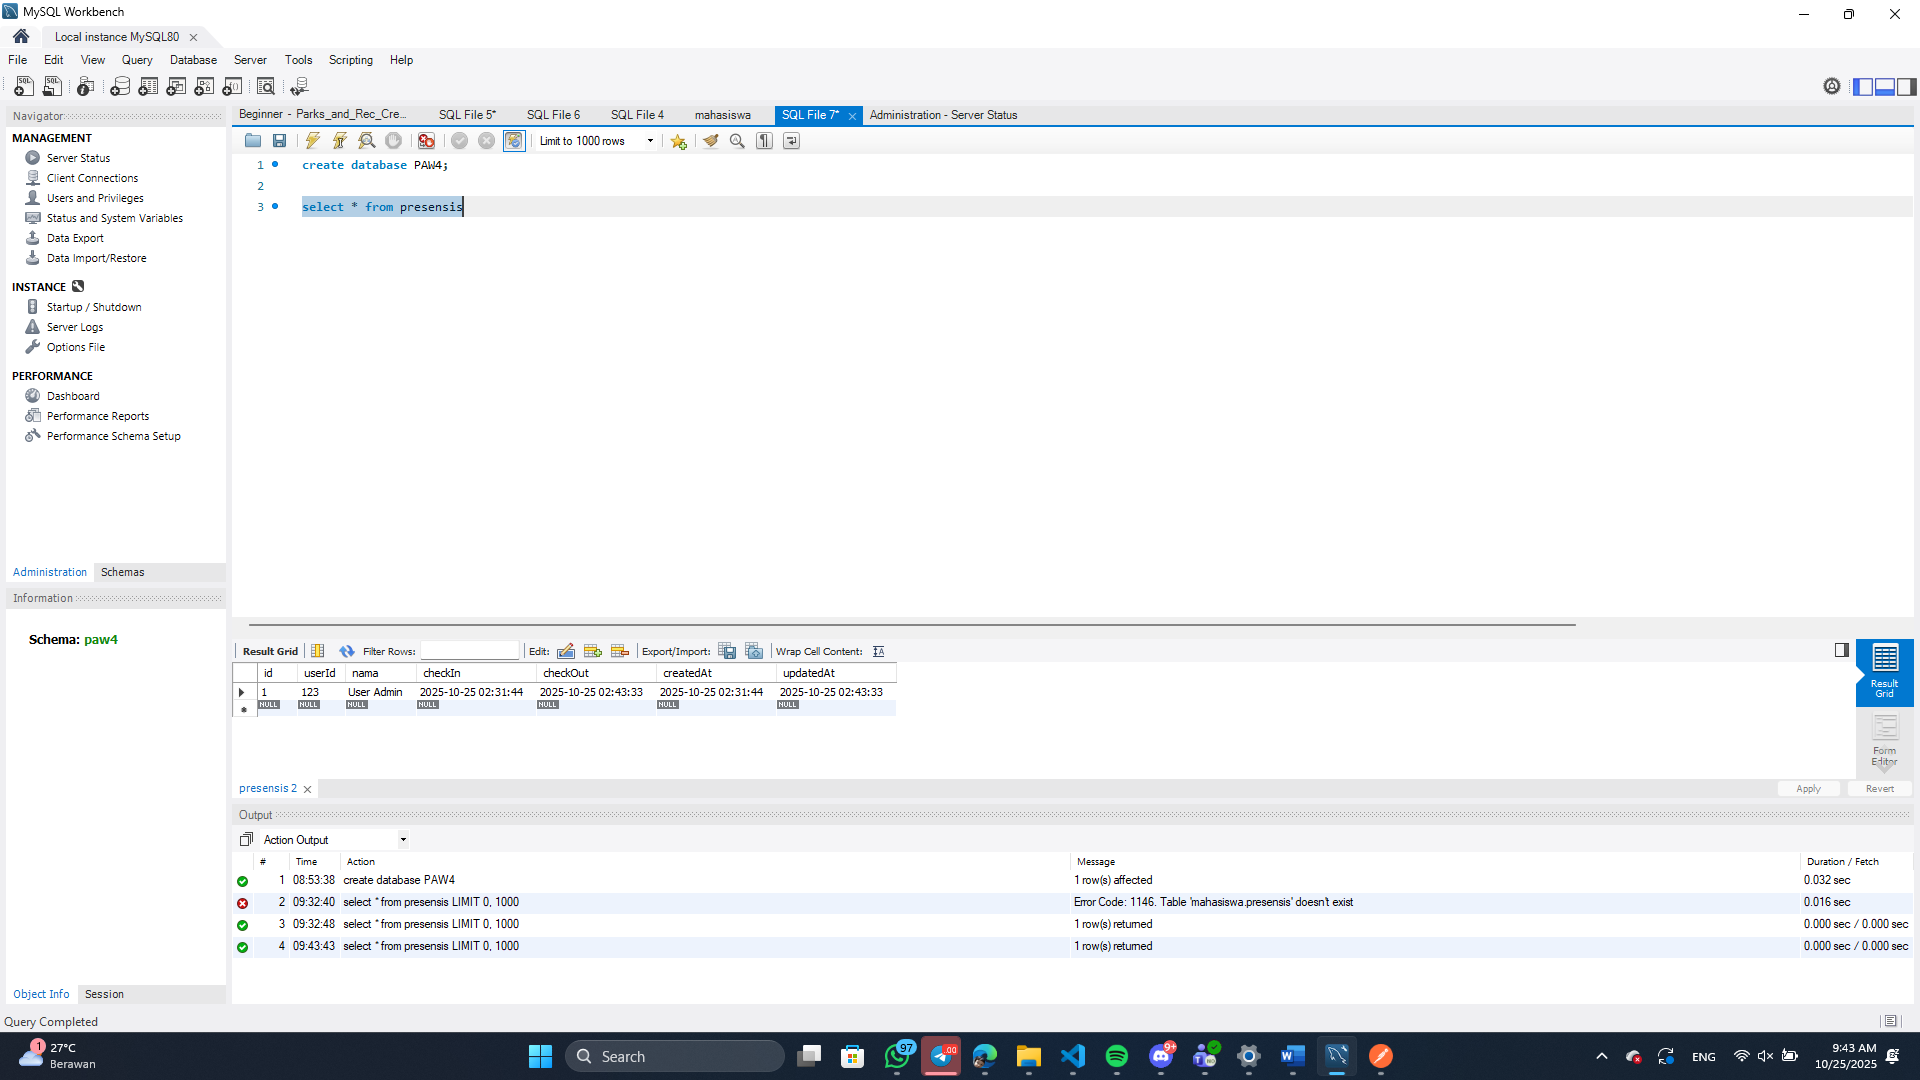 MySQL Workbench
Local instance MySQL80
File Edit View Query Database Server Tools Scripting Help
Navigator
MANAGEMENT
Server Status
Client Connections
Users and Privileges
Status and System Variables
Data Export
Data Import/Restore
INSTANCE
Startup / Shutdown
Server Logs
Options File
PERFORMANCE
Dashboard
Performance Reports
Performance Schema Setup
Administration Schemas
Information
Schema: paw4
Object Info Session
Query Completed
Beginner - Parks_and_Rec_Cre... SQL File 5* SQL File 6 SQL File 4 mahasiswa SQL File 7* Administration - Server Status
Limit to 1000 rows
1 create database PAW4;
2
3 select * from presensis
Result Grid Filter Rows: Edit: Export/Import: Wrap Cell Content:
id userId nama checkIn checkOut createdAt updatedAt
1 123 User Admin 2025-10-25 02:31:44 2025-10-25 02:43:33 2025-10-25 02:31:44 2025-10-25 02:43:33
NULL NULL NULL NULL NULL NULL NULL
Result Grid
Form Editor
presensis 2 Apply Revert
Output
Action Output
# Time Action Message Duration / Fetch
1 08:53:38 create database PAW4 1 row(s) affected 0.032 sec
2 09:32:40 select * from presensis LIMIT 0, 1000 Error Code: 1146. Table 'mahasiswa.presensis' doesn't exist 0.016 sec
3 09:32:48 select * from presensis LIMIT 0, 1000 1 row(s) returned 0.000 sec / 0.000 sec
4 09:43:43 select * from presensis LIMIT 0, 1000 1 row(s) returned 0.000 sec / 0.000 sec
1 27°C
Berawan
Search
97
9+
ENG
9:43 AM
10/25/2025